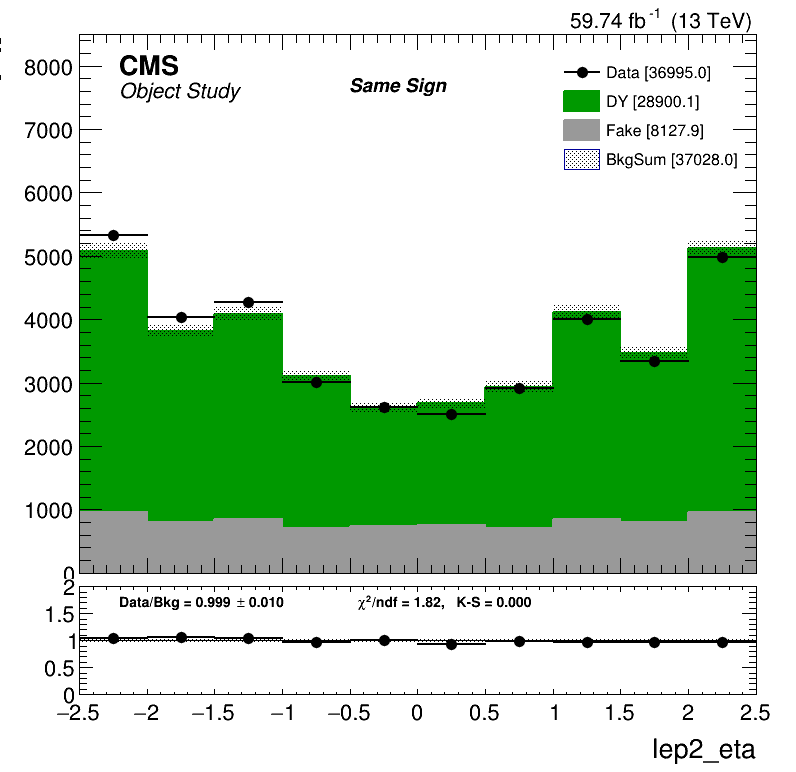 59.74 fb⁻¹ (13 TeV)
CMS
Object Study
Same Sign
Data [36995.0]
DY [28900.1]
Fake [8127.9]
BkgSum [37028.0]
8000
7000
6000
5000
4000
3000
2000
1000
0
Data/Bkg = 0.999 ± 0.010
χ²/ndf = 1.82, K-S = 0.000
2
1.5
1
0.5
0
−2.5 −2 −1.5 −1 −0.5 0 0.5 1 1.5 2 2.5
lep2_eta